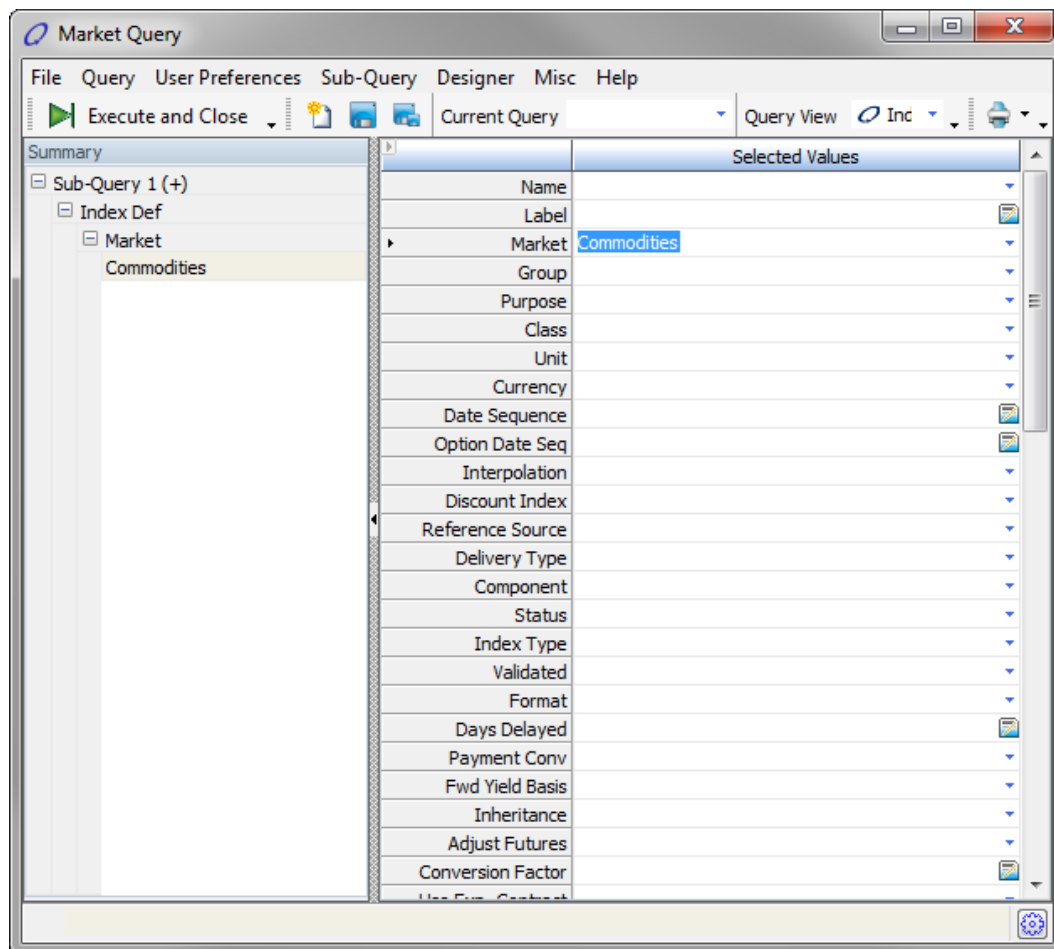 Market Query
File Query User Preferences Sub-Query Designer Misc Help
Execute and Close Current Query Query View Ind
Summary
Selected Values
Sub-Query 1 (+)
Index Def
Market
Commodities
Name
Label
Market Commodities
Group
Purpose
Class
Unit
Currency
Date Sequence
Option Date Seq
Interpolation
Discount Index
Reference Source
Delivery Type
Component
Status
Index Type
Validated
Format
Days Delayed
Payment Conv
Fwd Yield Basis
Inheritance
Adjust Futures
Conversion Factor